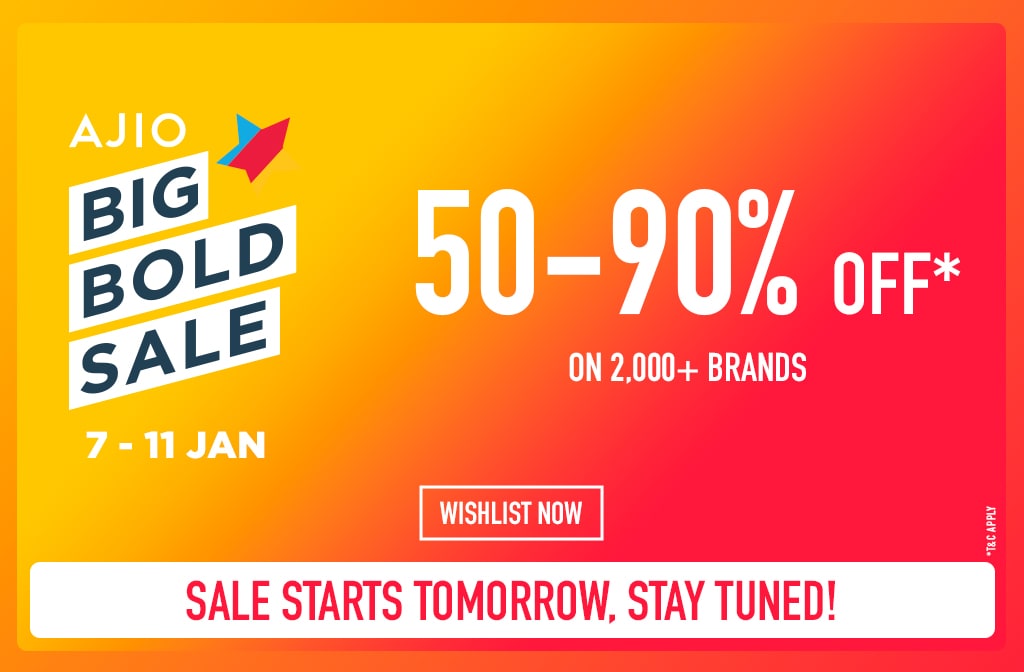 AJIO
BIG
BOLD
SALE
7 - 11 JAN
50-90% OFF*
ON 2,000+ BRANDS
WISHLIST NOW
*T&C APPLY
SALE STARTS TOMORROW, STAY TUNED!